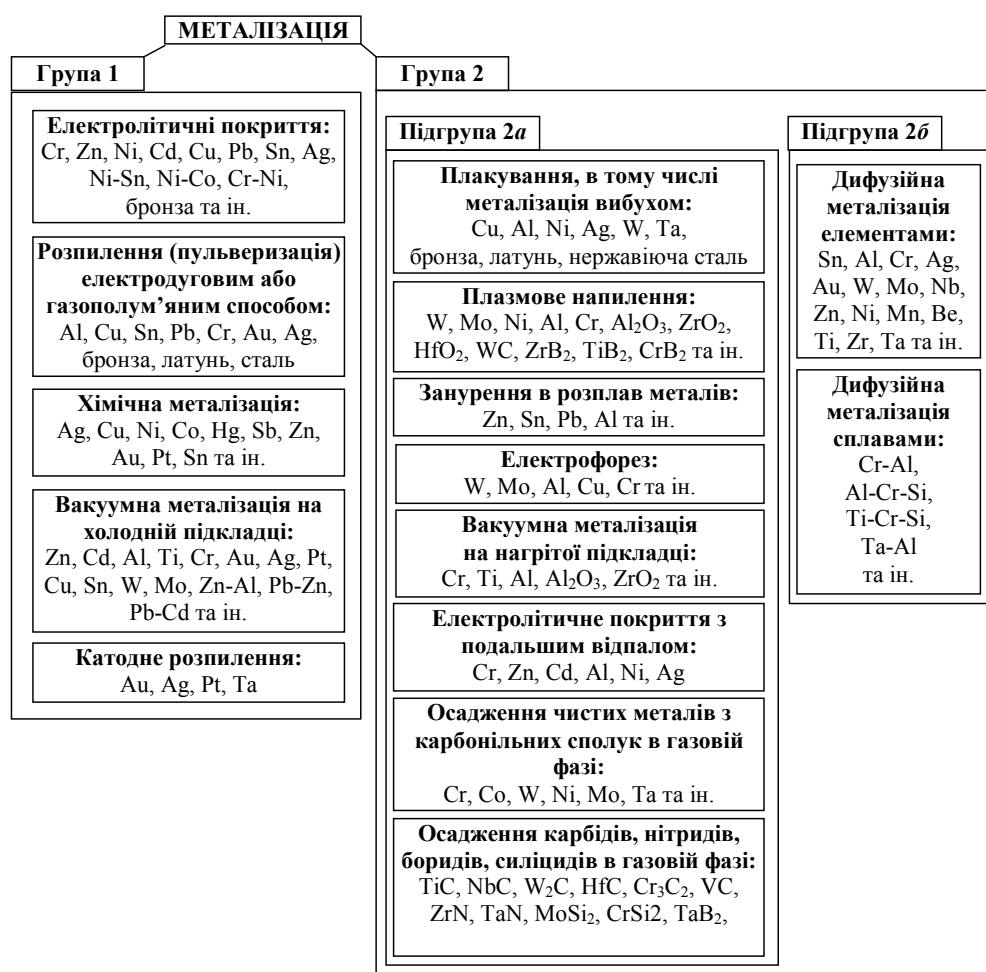 МЕТАЛІЗАЦІЯ
Група 1
Електролітичні покриття:
Cr, Zn, Ni, Cd, Cu, Pb, Sn, Ag,
Ni-Sn, Ni-Co, Cr-Ni,
бронза та ін.
Розпилення (пульверизація)
електродуговим або
газополум’яним способом:
Al, Cu, Sn, Pb, Cr, Au, Ag,
бронза, латунь, сталь
Хімічна металізація:
Ag, Cu, Ni, Co, Hg, Sb, Zn,
Au, Pt, Sn та ін.
Вакуумна металізація на
холодній підкладці:
Zn, Cd, Al, Ti, Cr, Au, Ag, Pt,
Cu, Sn, W, Mo, Zn-Al, Pb-Zn,
Pb-Cd та ін.
Катодне розпилення:
Au, Ag, Pt, Ta
Група 2
Підгрупа 2а
Плакування, в тому числі
металізація вибухом:
Cu, Al, Ni, Ag, W, Ta,
бронза, латунь, нержавіюча сталь
Плазмове напилення:
W, Mo, Ni, Al, Cr, Al₂O₃, ZrO₂,
HfO₂, WC, ZrB₂, TiB₂, CrB₂ та ін.
Занурення в розплав металів:
Zn, Sn, Pb, Al та ін.
Електрофорез:
W, Mo, Al, Cu, Cr та ін.
Вакуумна металізація
на нагрітої підкладці:
Cr, Ti, Al, Al₂O₃, ZrO₂ та ін.
Електролітичне покриття з
подальшим відпалом:
Cr, Zn, Cd, Al, Ni, Ag
Осадження чистих металів з
карбонільних сполук в газовій
фазі:
Cr, Co, W, Ni, Mo, Ta та ін.
Осадження карбідів, нітридів,
боридів, силіцидів в газовій фазі:
TiC, NbC, W₂C, HfC, Cr₃C₂, VC,
ZrN, TaN, MoSi₂, CrSi2, TaB₂,
Підгрупа 2б
Дифузійна
металізація
елементами:
Sn, Al, Cr, Ag,
Au, W, Mo, Nb,
Zn, Ni, Mn, Be,
Ti, Zr, Ta та ін.
Дифузійна
металізація
сплавами:
Cr-Al,
Al-Cr-Si,
Ti-Cr-Si,
Ta-Al
та ін.